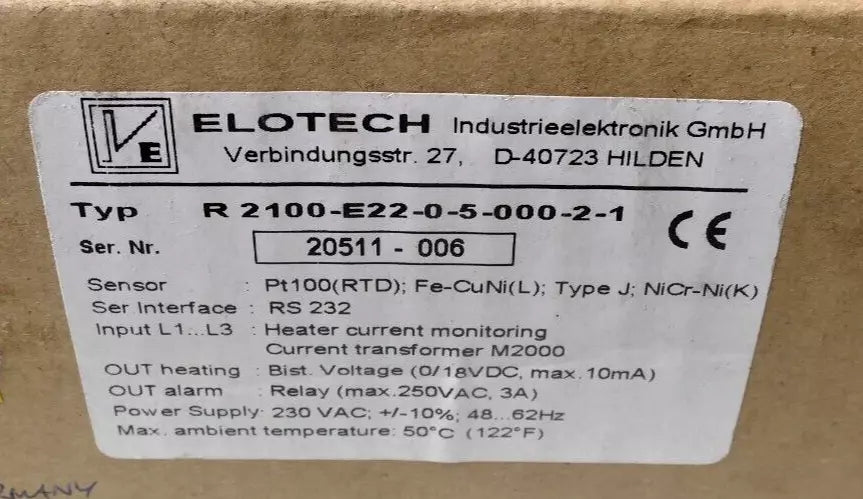 VE ELOTECH Industrieelektronik GmbH
Verbindungsstr. 27, D-40723 HILDEN
Typ R 2100-E22-0-5-000-2-1 CE
Ser. Nr. 20511 - 006
Sensor : Pt100(RTD); Fe-CuNi(L); Type J; NiCr-Ni(K)
Ser Interface : RS 232
Input L1...L3 : Heater current monitoring
Current transformer M2000
OUT heating : Bist. Voltage (0/18VDC, max.10mA)
OUT alarm : Relay (max.250VAC, 3A)
Power Supply: 230 VAC; +/-10%; 48...62Hz
Max. ambient temperature: 50°C (122°F)